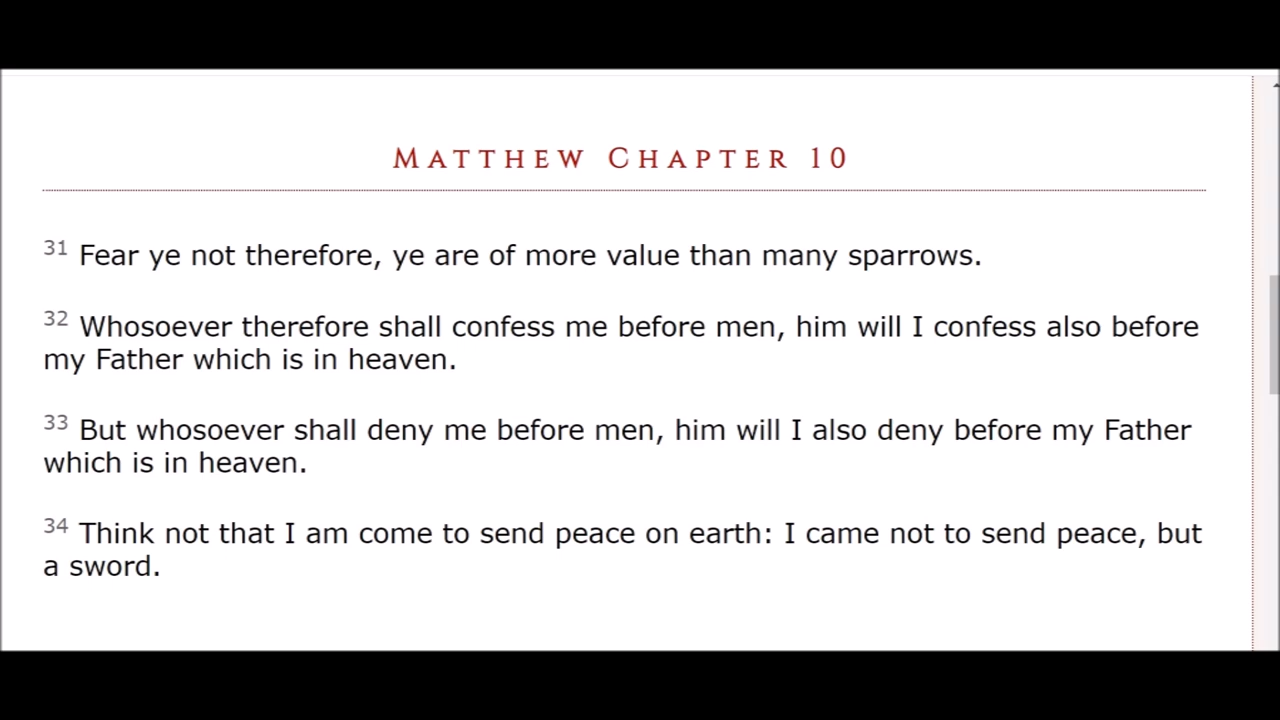 MATTHEW CHAPTER 10
31 Fear ye not therefore, ye are of more value than many sparrows.
32 Whosoever therefore shall confess me before men, him will I confess also before
my Father which is in heaven.
33 But whosoever shall deny me before men, him will I also deny before my Father
which is in heaven.
34 Think not that I am come to send peace on earth: I came not to send peace, but
a sword.